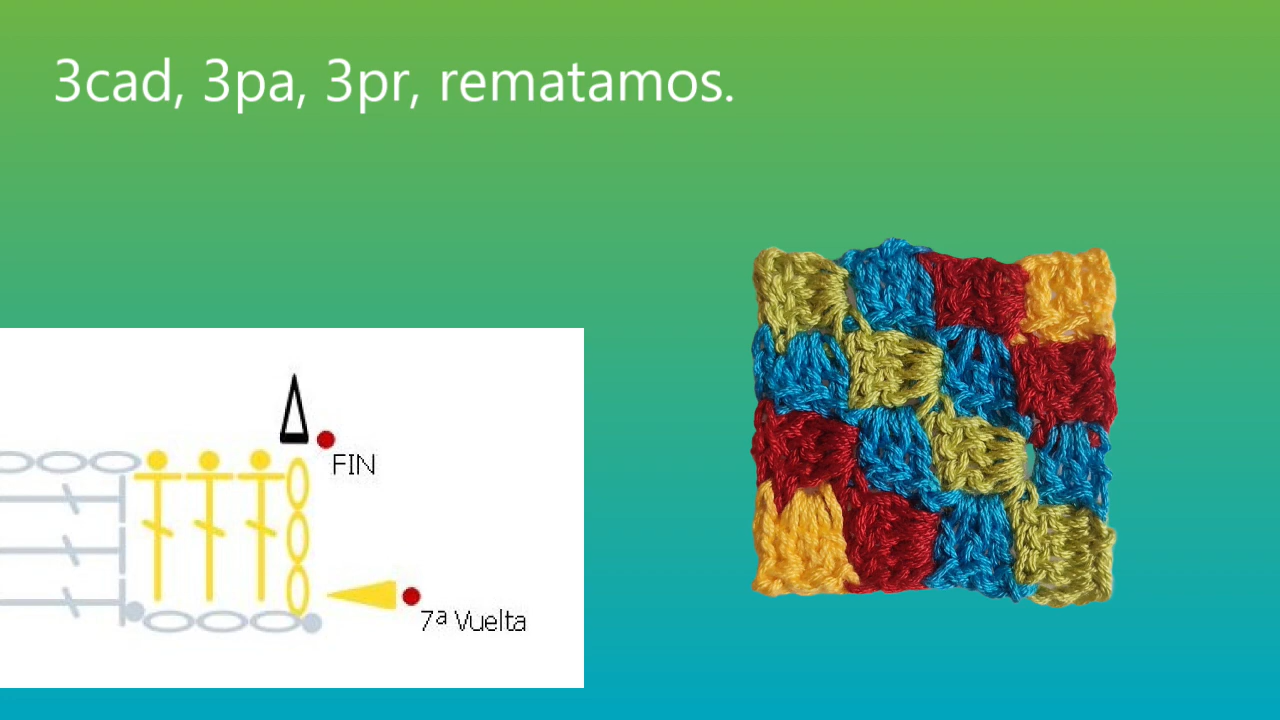 3cad, 3pa, 3pr, rematamos.
FIN
7ª Vuelta